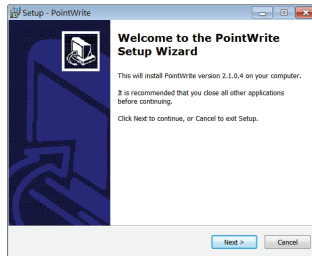 Setup - PointWrite
Welcome to the PointWrite
Setup Wizard
This will install PointWrite version 2.1.0.4 on your computer.
It is recommended that you close all other applications
before continuing.
Click Next to continue, or Cancel to exit Setup.
Next >
Cancel